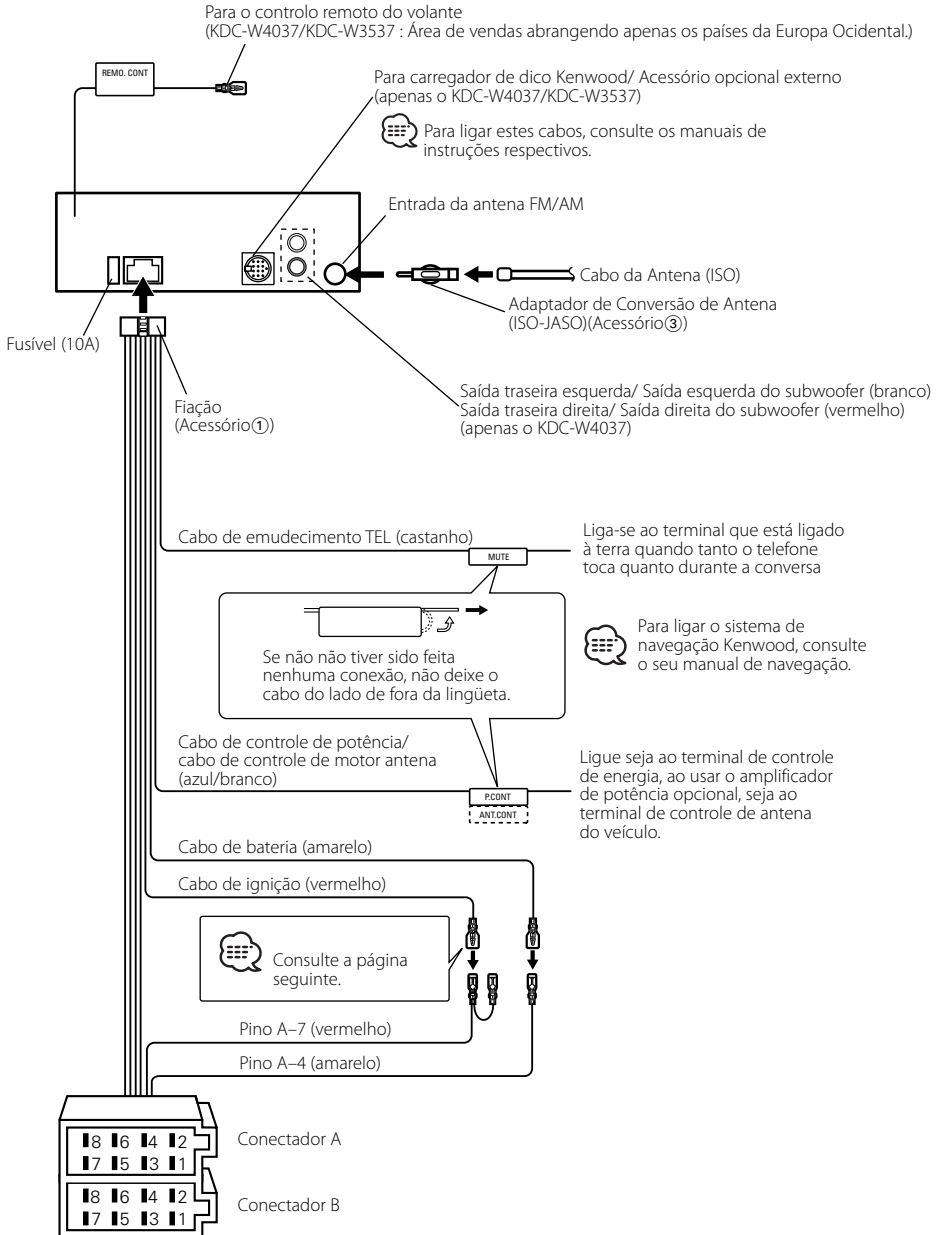 Para o controlo remoto do volante
(KDC-W4037/KDC-W3537 : Área de vendas abrangendo apenas os países da Europa Ocidental.)
REMO. CONT
Para carregador de dico Kenwood/ Acessório opcional externo
(apenas o KDC-W4037/KDC-W3537)
Para ligar estes cabos, consulte os manuais de
instruções respectivos.
Entrada da antena FM/AM
Cabo da Antena (ISO)
Adaptador de Conversão de Antena
(ISO-JASO)(Acessório③)
Fusível (10A)
Fiação
(Acessório①)
Saída traseira esquerda/ Saída esquerda do subwoofer (branco)
Saída traseira direita/ Saída direita do subwoofer (vermelho)
(apenas o KDC-W4037)
Cabo de emudecimento TEL (castanho)
MUTE
Liga-se ao terminal que está ligado
à terra quando tanto o telefone
toca quanto durante a conversa
Se não não tiver sido feita
nenhuma conexão, não deixe o
cabo do lado de fora da lingüeta.
Para ligar o sistema de
navegação Kenwood, consulte
o seu manual de navegação.
Cabo de controle de potência/
cabo de controle de motor antena
(azul/branco)
P.CONT
ANT.CONT
Ligue seja ao terminal de controle
de energia, ao usar o amplificador
de potência opcional, seja ao
terminal de controle de antena
do veículo.
Cabo de bateria (amarelo)
Cabo de ignição (vermelho)
Consulte a página
seguinte.
Pino A–7 (vermelho)
Pino A–4 (amarelo)
8 6 4 2
7 5 3 1
Conectador A
8 6 4 2
7 5 3 1
Conectador B